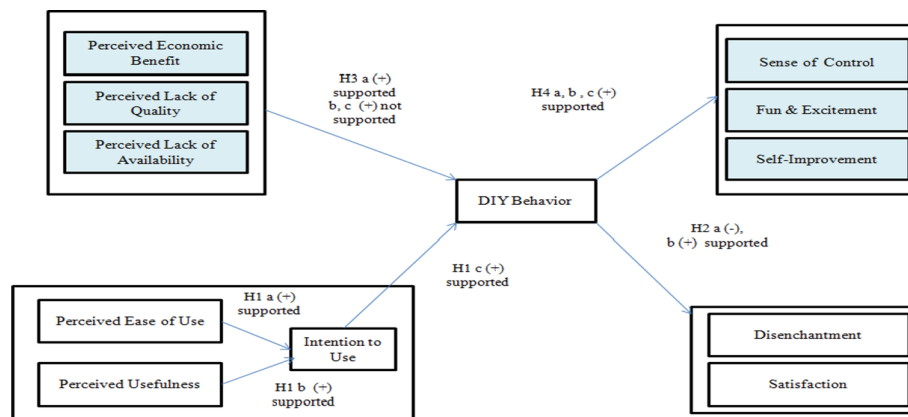 Perceived Economic
Benefit
Perceived Lack of
Quality
Perceived Lack of
Availability
H3 a (+)
supported
b, c (+) not
supported
H4 a, b , c (+)
supported
Sense of Control
Fun & Excitement
Self-Improvement
DIY Behavior
H2 a (-),
b (+) supported
H1 c (+)
supported
H1 a (+)
supported
Perceived Ease of Use
Intention to
Use
Perceived Usefulness
H1 b (+)
supported
Disenchantment
Satisfaction